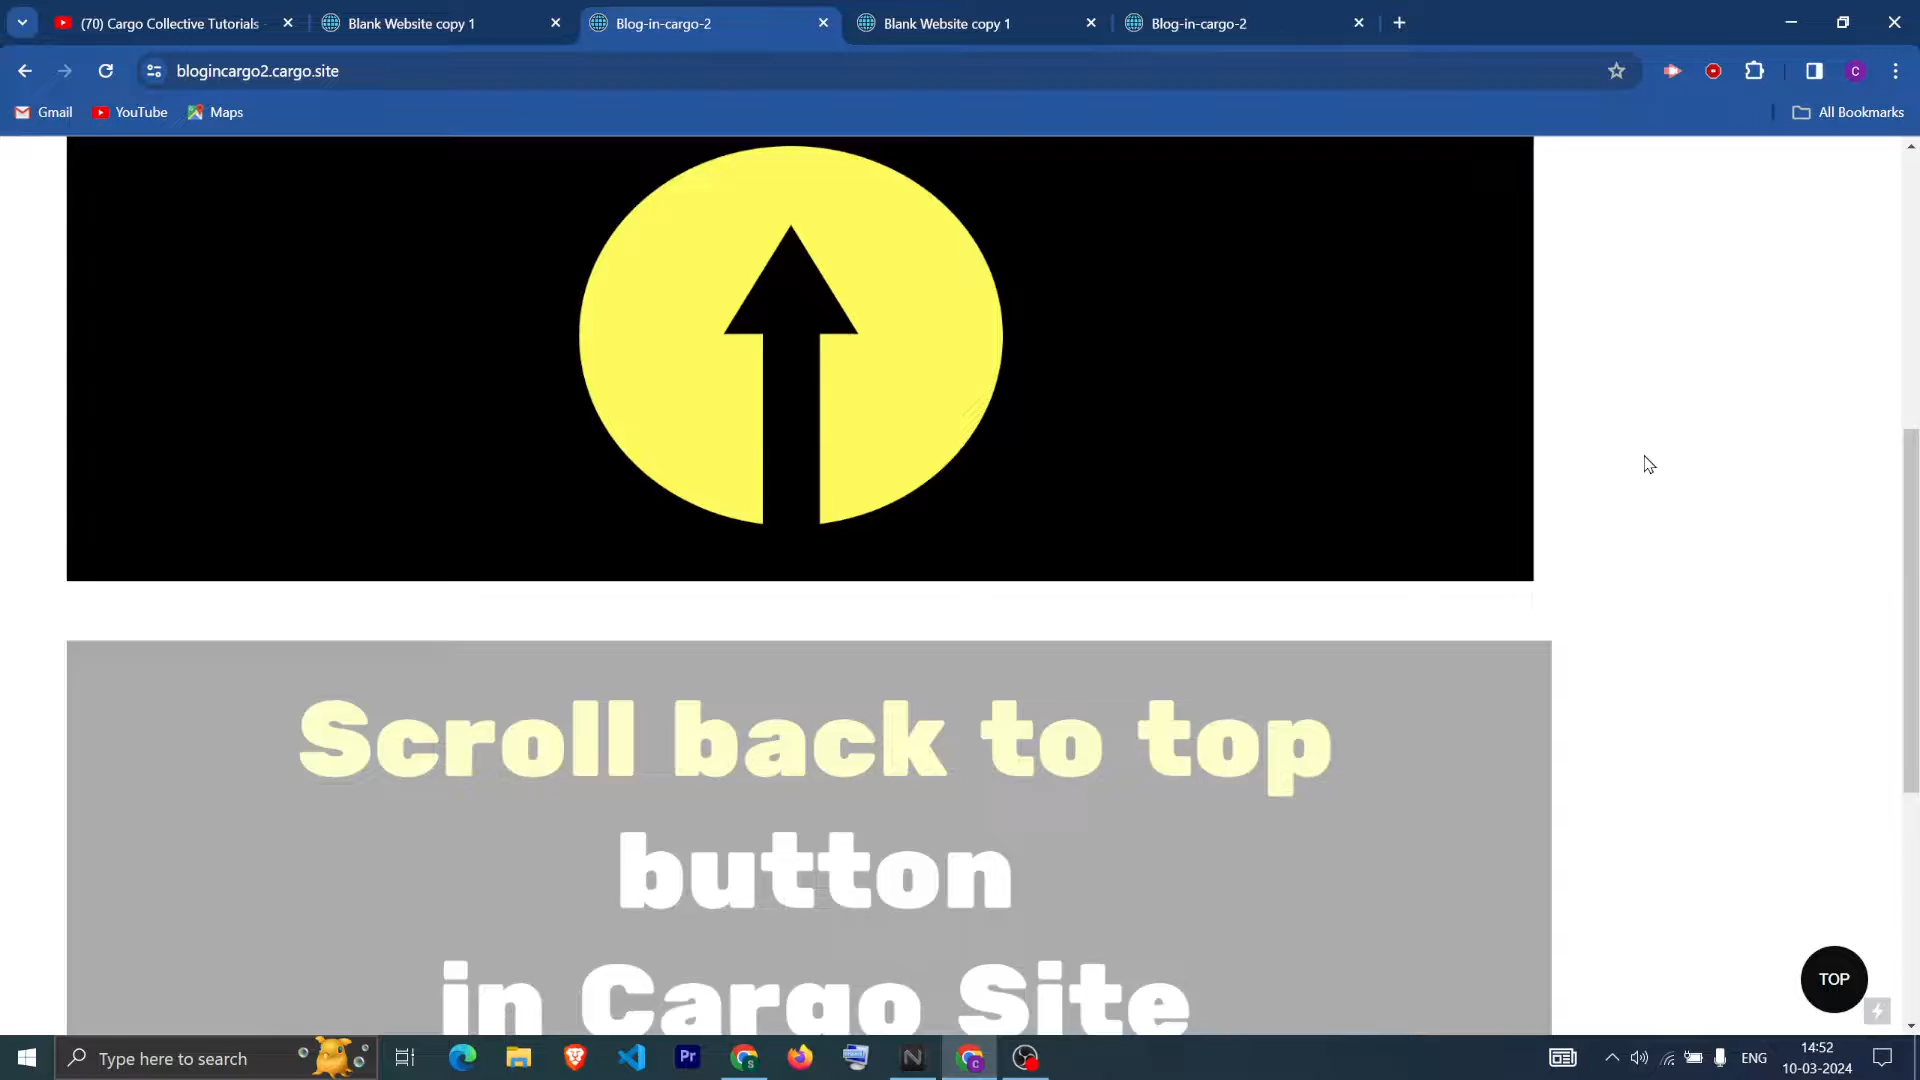 (70) Cargo Collective Tutorials
Blank Website copy 1
Blog-in-cargo-2
Blank Website copy 1
Blog-in-cargo-2
blogincargo2.cargo.site
C
Gmail
YouTube
Maps
All Bookmarks
Scroll back to top
button
in Cargo Site
TOP
Type here to search
Pr
S
N
C
ENG
14:52
10-03-2024